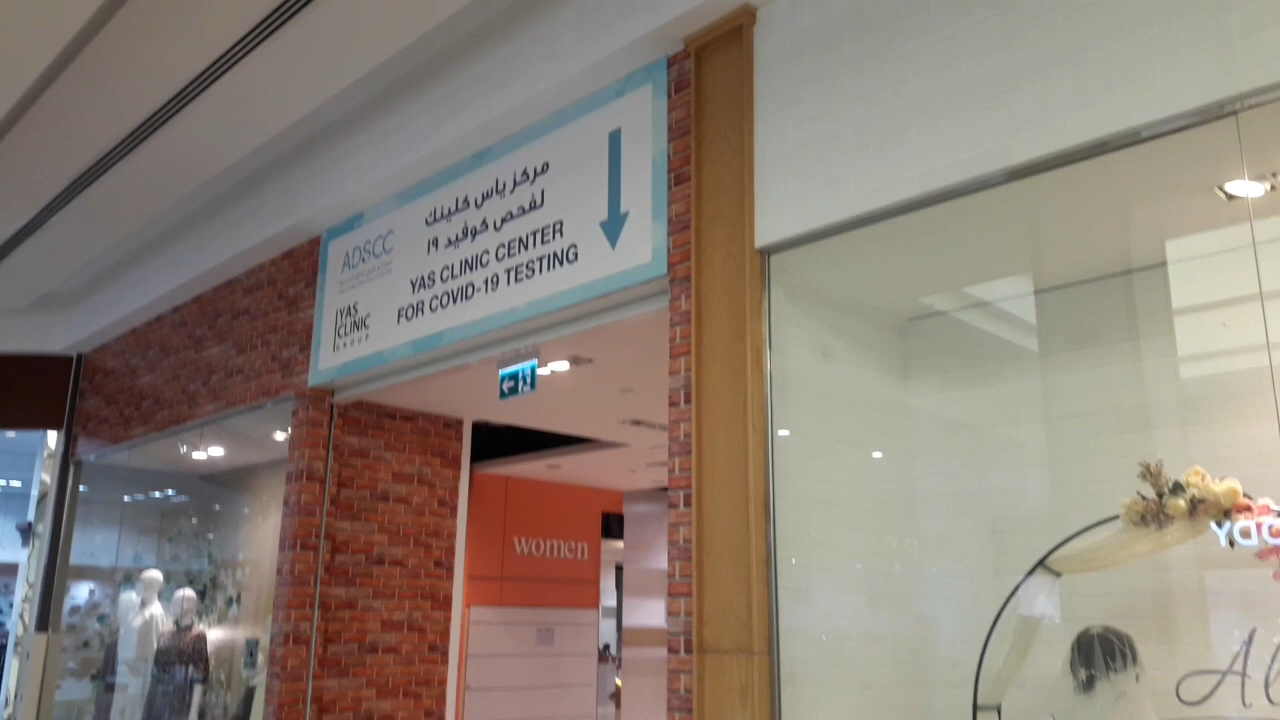 مركز ياس كلينك
لفحص كوفيد ١٩
YAS CLINIC CENTER
FOR COVID-19 TESTING
ADSCC
YAS
CLINIC
GROUP
women